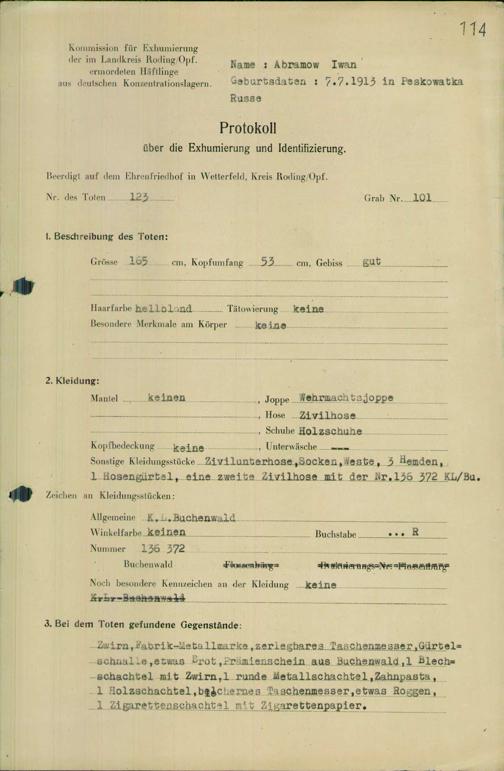 114
Kommission für Exhumierung
der im Landkreis Roding/Opf.
ermordeten Häftlinge
aus deutschen Konzentrationslagern.
Name : Abramow Iwan
Geburtsdaten : 7.7.1913 in Peskowatka
Russe
Protokoll
über die Exhumierung und Identifizierung.
Beerdigt auf dem Ehrenfriedhof in Wetterfeld, Kreis Roding/Opf.
Nr. des Toten 123 Grab Nr. 101
1. Beschreibung des Toten:
Grösse 165 cm, Kopfumfang 53 cm, Gebiss gut
Haarfarbe hellblond Tätowierung keine
Besondere Merkmale am Körper keine
2. Kleidung:
Mantel keinen, Joppe Wehrmachtsjoppe
, Hose Zivilhose
, Schuhe Holzschuhe
Kopfbedeckung keine, Unterwäsche ---
Sonstige Kleidungsstücke Zivilunterhose,Socken,Weste, 3 Hemden,
1 Hosengürtel, eine zweite Zivilhose mit der Nr.136 372 KL/Bu.
Zeichen an Kleidungsstücken:
Allgemeine K.L.Buchenwald
Winkelfarbe keinen Buchstabe ... R
Nummer 136 372
Buchenwald Flossenbürg
Noch besondere Kennzeichen an der Kleidung keine
K.L. Buchenwald
3. Bei dem Toten gefundene Gegenstände:
Zwirn,Fabrik-Metallmarke,zerlegbares Taschenmesser,Gürtel=
schnalle,etwas Brot,Prämienschein aus Buchenwald,1 Blech=
schachtel mit Zwirn,1 runde Metallschachtel,Zahnpasta,
1 Holzschachtel, Taschenmesser,etwas Roggen,
1 Zigarettenschachtel mit Zigarettenpapier.